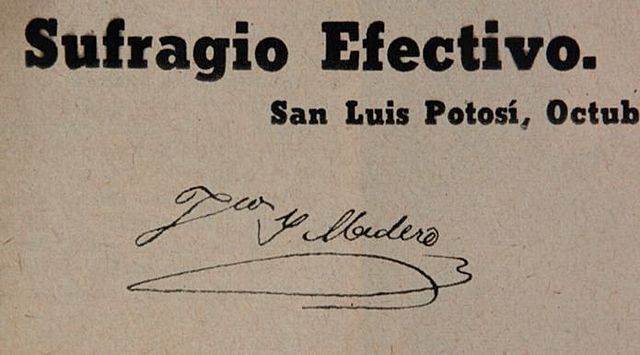 Sufragio Efectivo.
San Luis Potosí, Octub
Fco I Madero